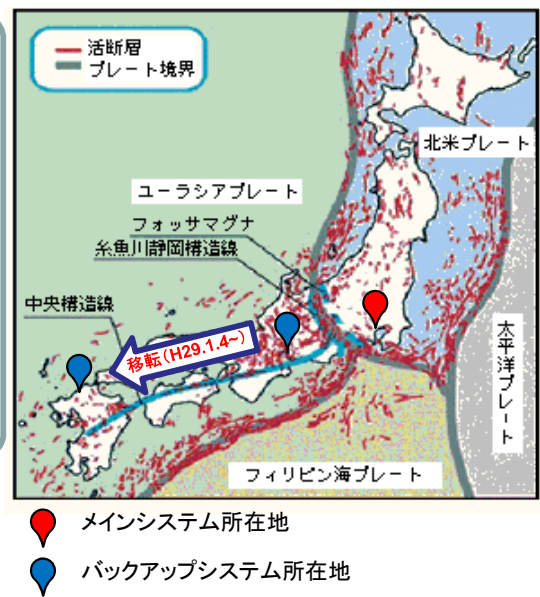 活断層
プレート境界
北米プレート
ユーラシアプレート
フォッサマグナ
糸魚川静岡構造線
中央構造線
移転(H29.1.4~)
太平洋プレート
フィリピン海プレート
メインシステム所在地
バックアップシステム所在地